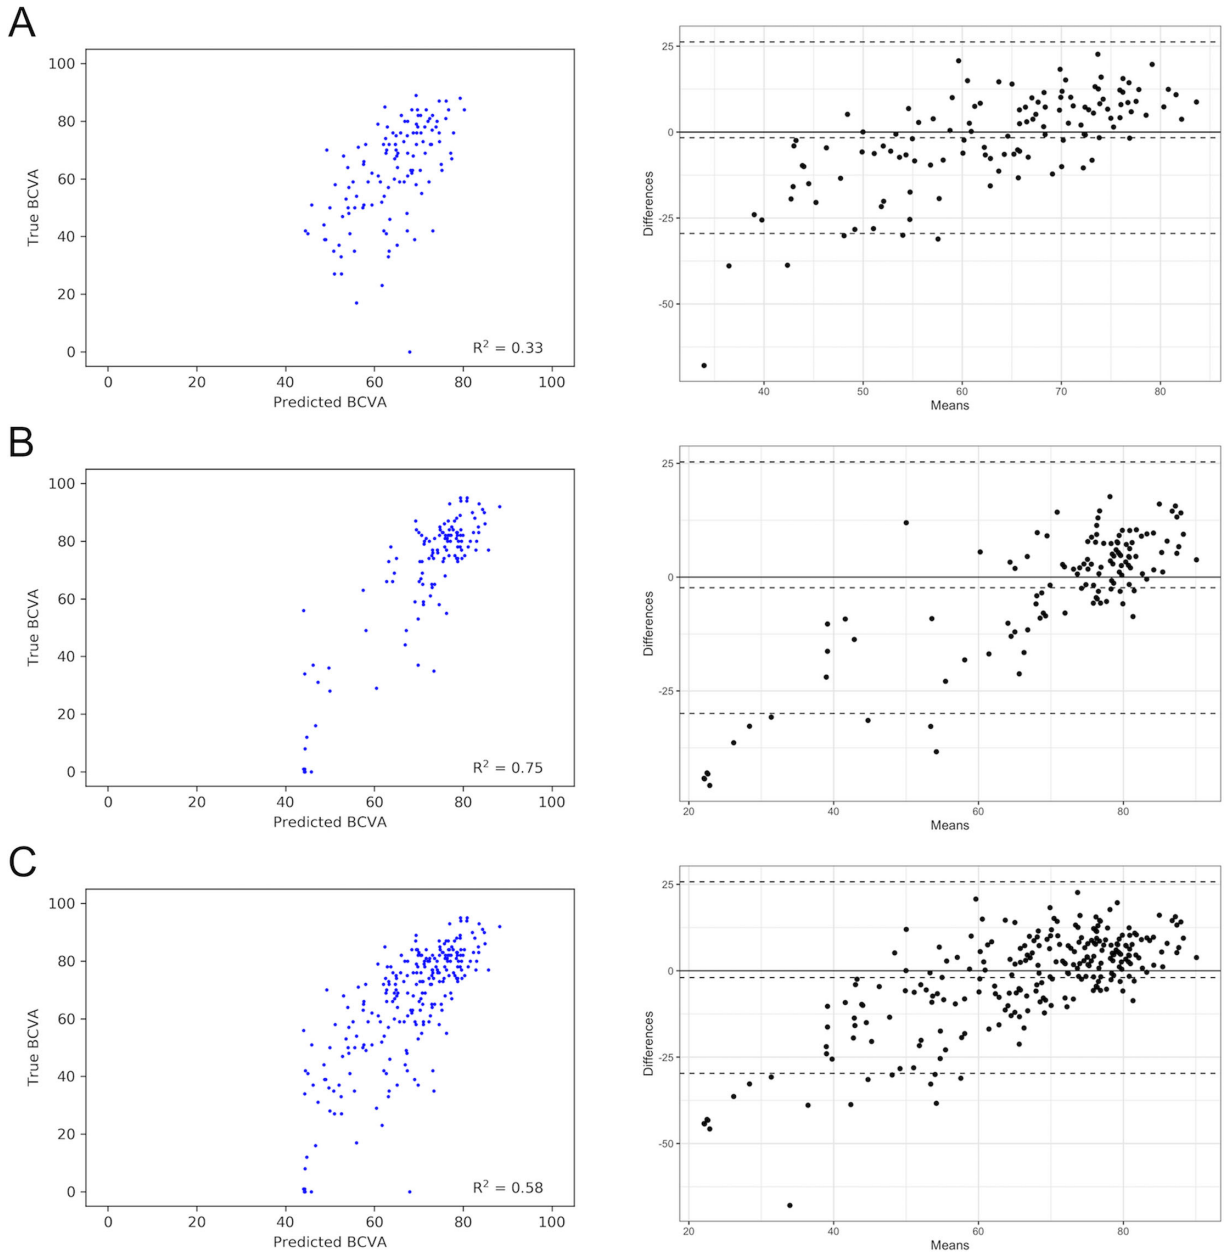 A
100
80
60
40
20
0
True BCVA
R² = 0.33
0 20 40 60 80 100
Predicted BCVA
25
0
-25
-50
Differences
40 50 60 70 80
Means
B
100
80
60
40
20
0
True BCVA
R² = 0.75
0 20 40 60 80 100
Predicted BCVA
25
0
-25
Differences
20 40 60 80
Means
C
100
80
60
40
20
0
True BCVA
R² = 0.58
0 20 40 60 80 100
Predicted BCVA
25
0
-25
-50
Differences
20 40 60 80
Means